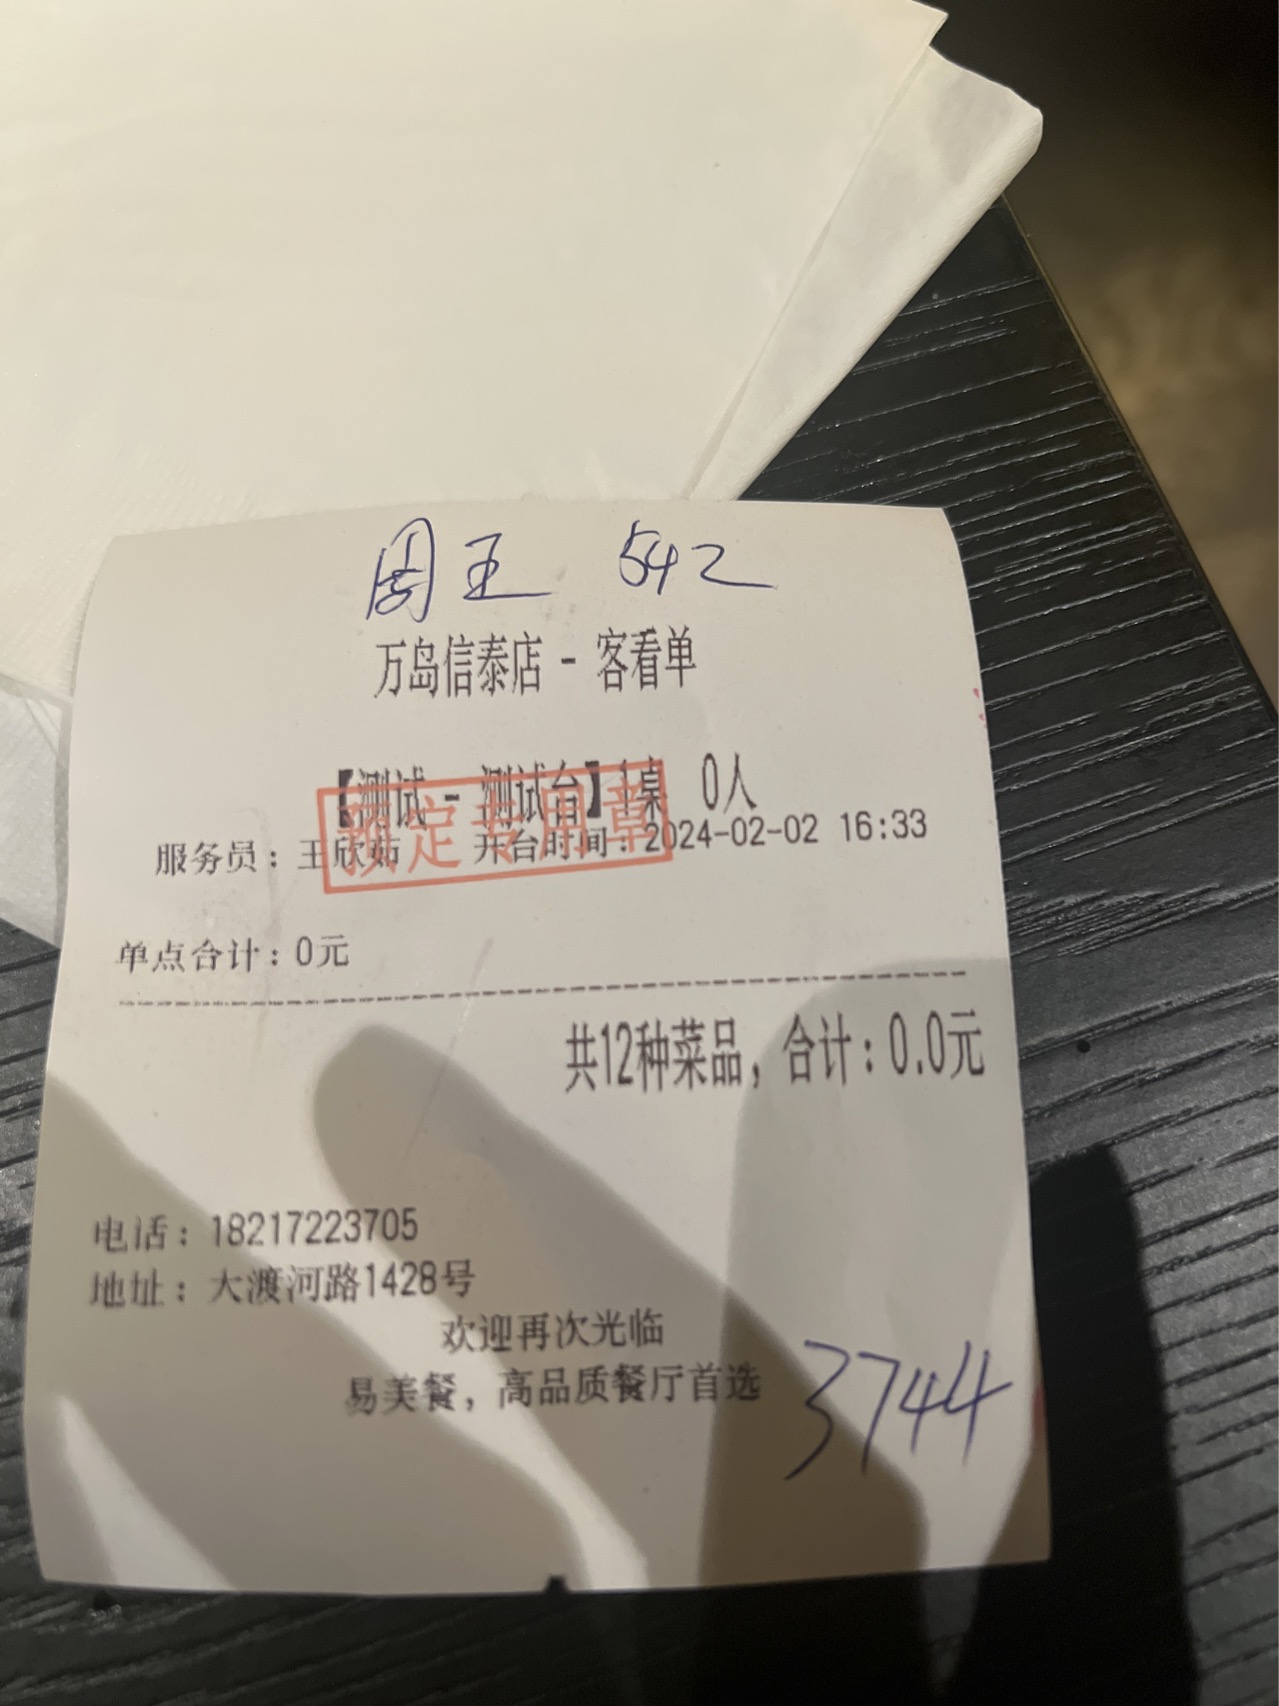 周王 542
万岛信泰店 - 客看单
【测试 - 测试台】1桌 0人
预定专用章
服务员：王欣茹 开台时间：2024-02-02 16:33
单点合计：0元
共12种菜品，合计：0.0元
电话：18217223705
地址：大渡河路1428号
欢迎再次光临
易美餐，高品质餐厅首选
3744